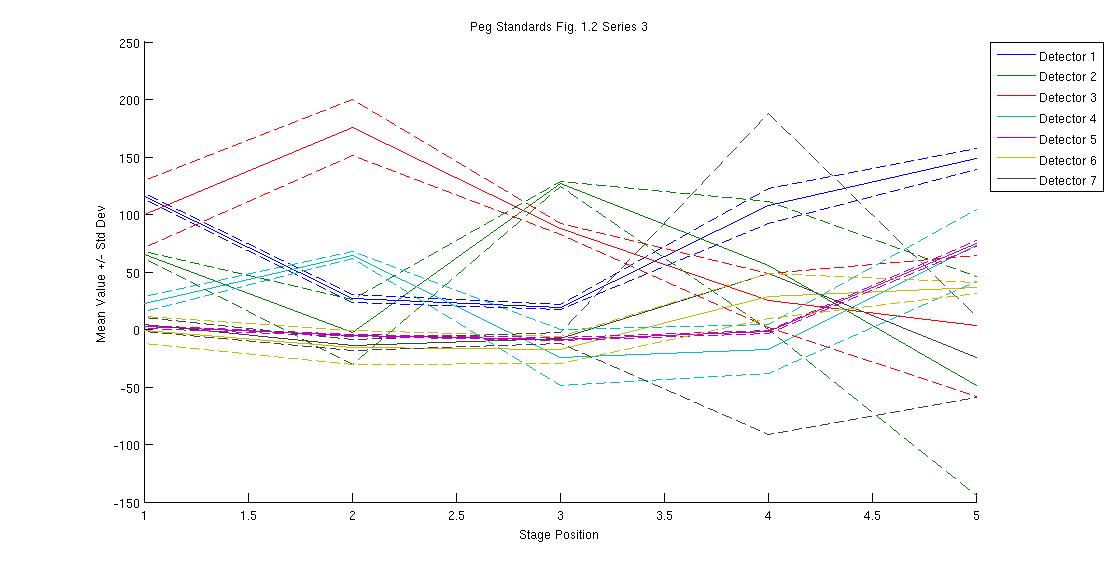 Peg Standards Fig. 1.2 Series 3
250
200
150
100
50
0
-50
-100
-150
Mean Value +/- Std Dev
1
1.5
2
2.5
3
3.5
4
4.5
5
Stage Position
Detector 1
Detector 2
Detector 3
Detector 4
Detector 5
Detector 6
Detector 7